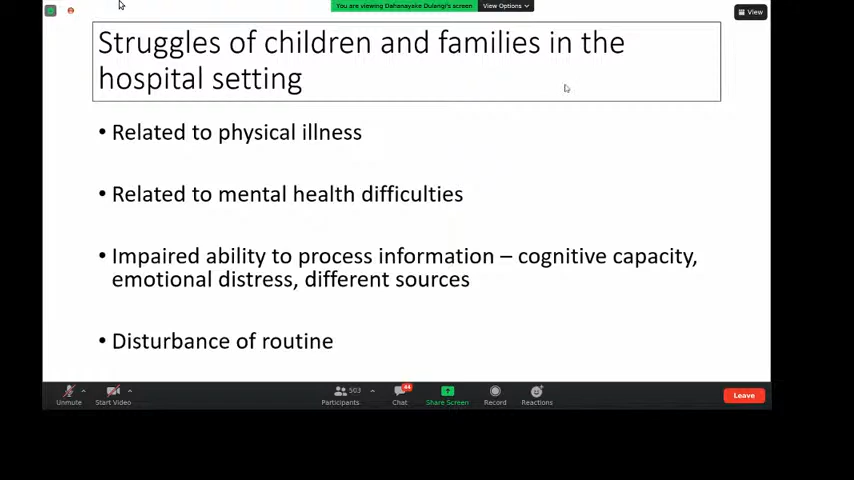 You are viewing Dahanayake Dulangi's screen
View Options
View
Struggles of children and families in the
hospital setting
• Related to physical illness
• Related to mental health difficulties
• Impaired ability to process information – cognitive capacity,
emotional distress, different sources
• Disturbance of routine
Unmute
Start Video
503
Participants
44
Chat
Share Screen
Record
Reactions
Leave